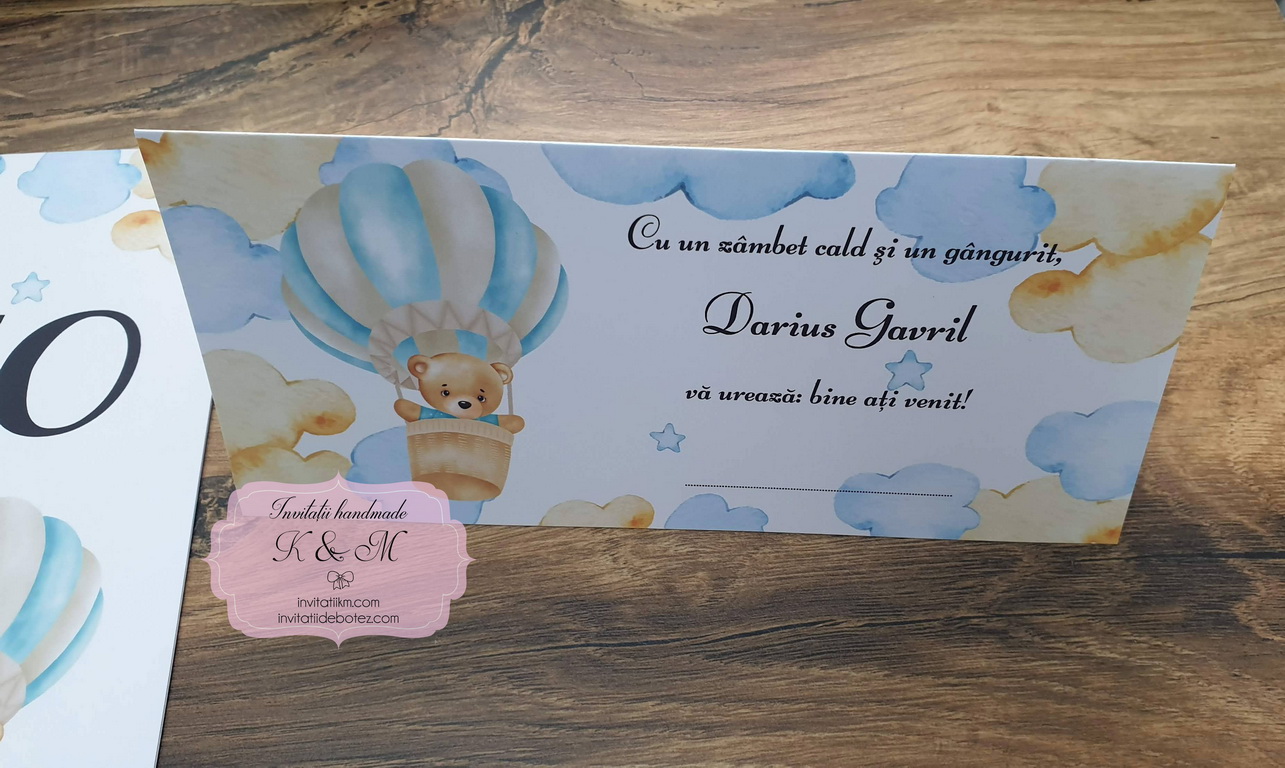 Cu un zâmbet cald şi un gângurit,
Darius Gavril
vă urează: bine aţi venit!
Invitaţii handmade
K & M
invitatiikm.com
invitatiidebotez.com